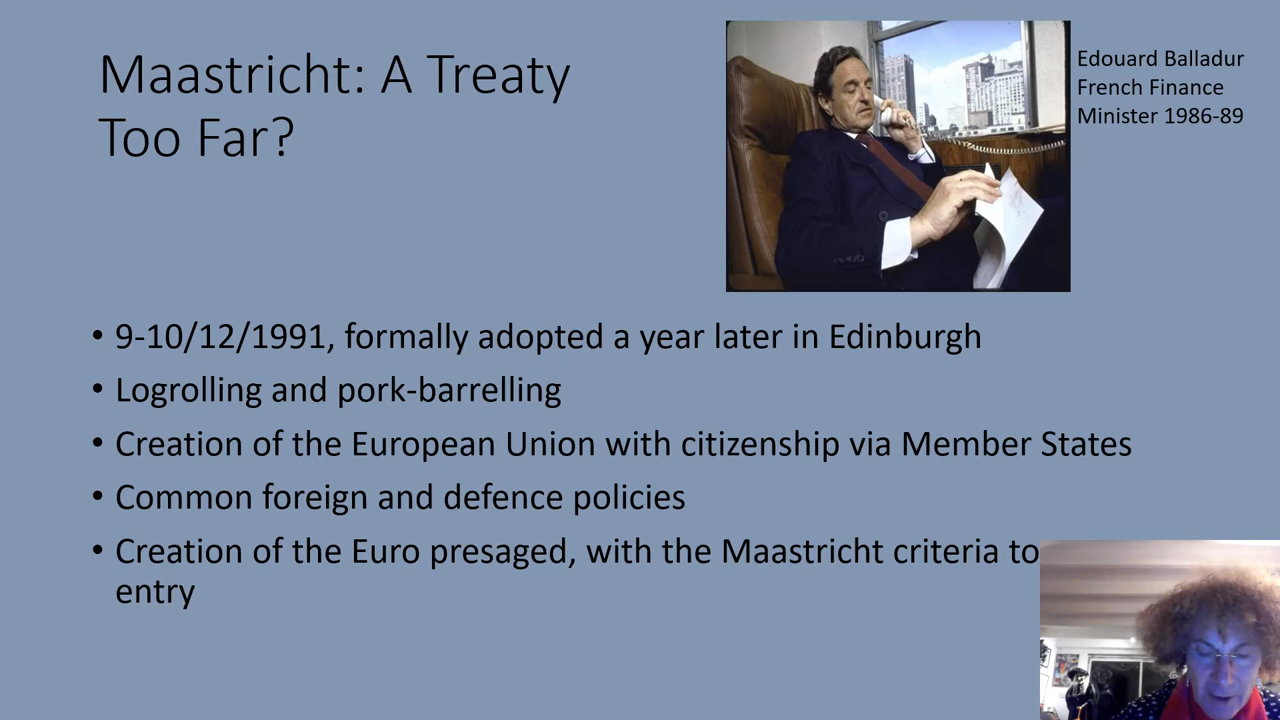 Maastricht: A Treaty
Too Far?
Edouard Balladur
French Finance
Minister 1986-89
• 9-10/12/1991, formally adopted a year later in Edinburgh
• Logrolling and pork-barrelling
• Creation of the European Union with citizenship via Member States
• Common foreign and defence policies
• Creation of the Euro presaged, with the Maastricht criteria to
entry